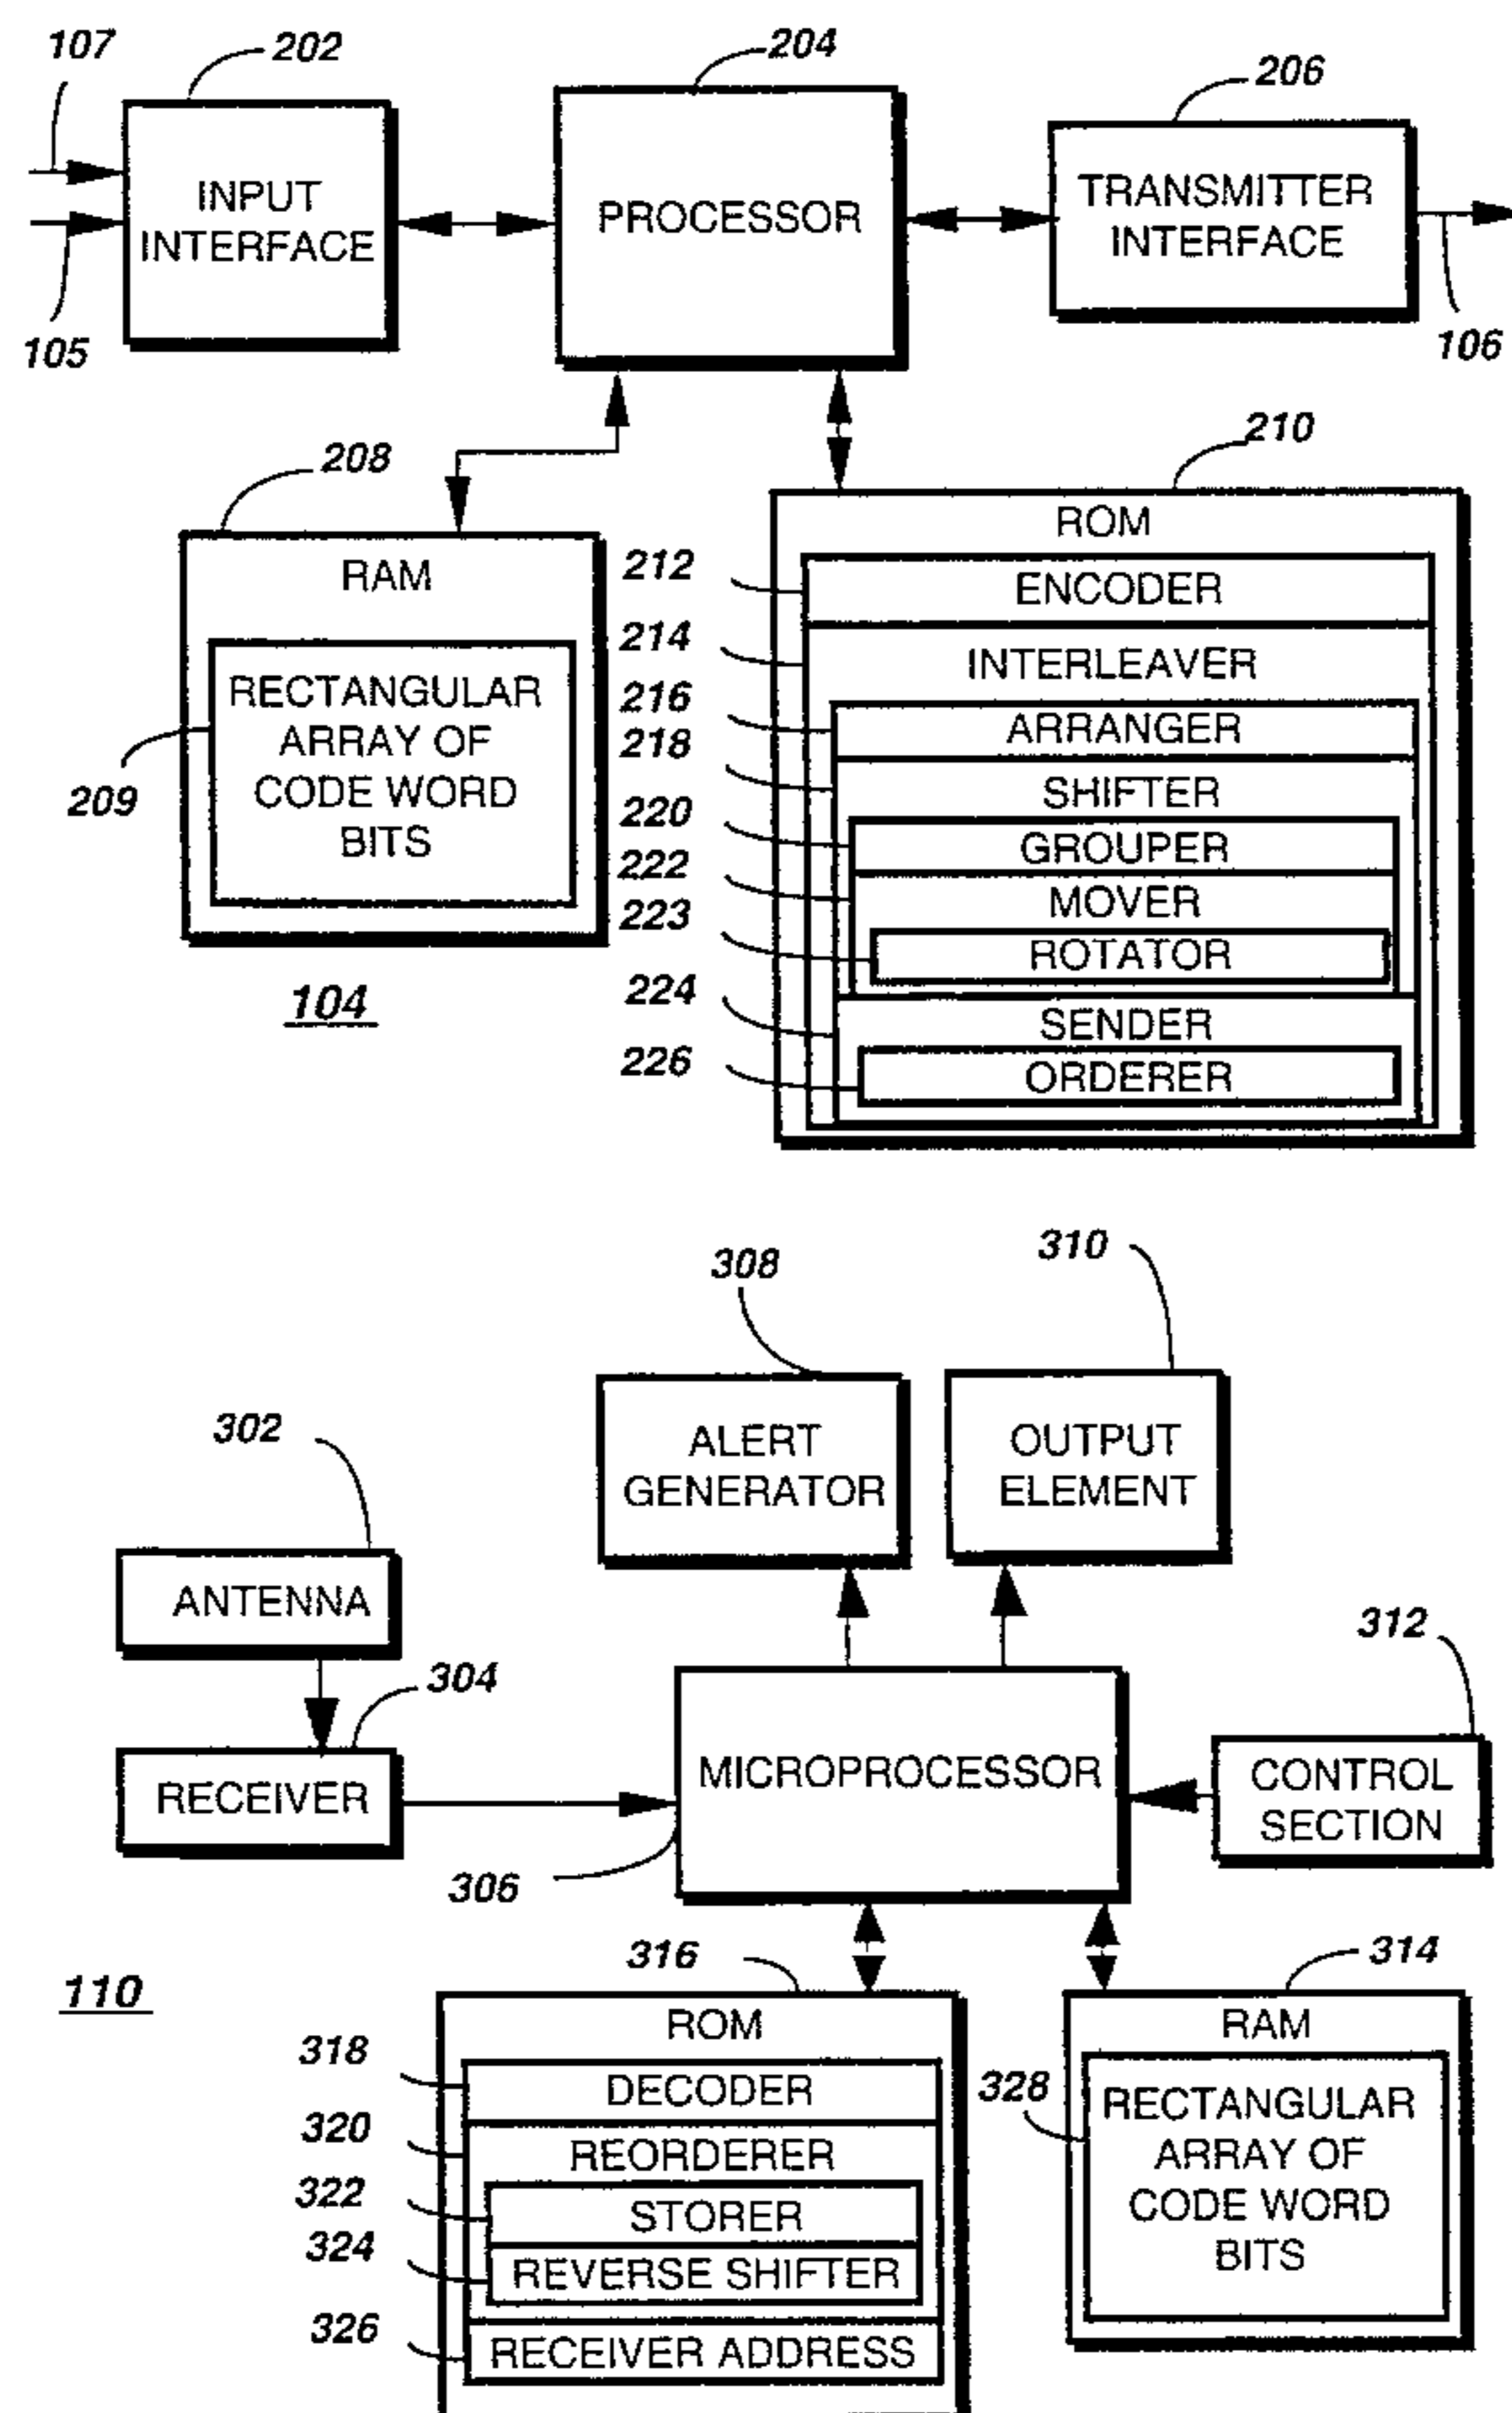 107
202
204
206
INPUT
INTERFACE
PROCESSOR
TRANSMITTER
INTERFACE
105
106
208
210
RAM
ROM
212
ENCODER
214
INTERLEAVER
RECTANGULAR
ARRAY OF
CODE WORD
BITS
209
216
ARRANGER
218
SHIFTER
220
GROUPER
222
MOVER
223
ROTATOR
104
224
SENDER
226
ORDERER
308
310
302
ALERT
GENERATOR
OUTPUT
ELEMENT
ANTENNA
312
304
RECEIVER
MICROPROCESSOR
CONTROL
SECTION
306
316
314
110
ROM
RAM
318
DECODER
328
RECTANGULAR
ARRAY OF
CODE WORD
BITS
320
REORDERER
322
STORER
324
REVERSE SHIFTER
326
RECEIVER ADDRESS